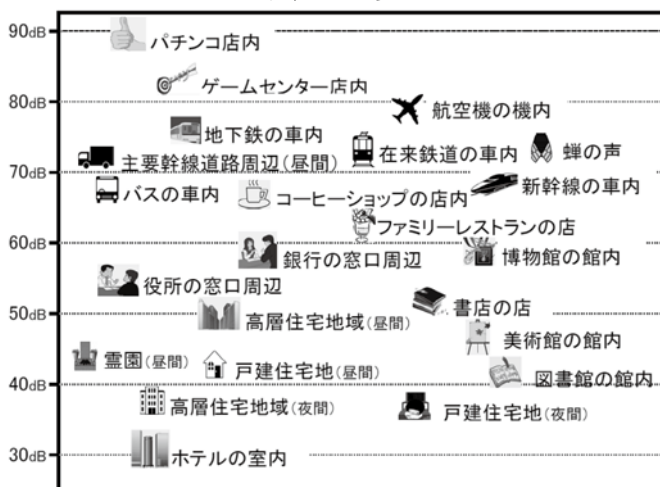 90dB
パチンコ店内
ゲームセンター店内
80dB
航空機の機内
地下鉄の車内
在来鉄道の車内
蝉の声
主要幹線道路周辺(昼間)
70dB
バスの車内
コーヒーショップの店内
新幹線の車内
ファミリーレストランの店
60dB
銀行の窓口周辺
博物館の館内
役所の窓口周辺
書店の店
50dB
高層住宅地域(昼間)
美術館の館内
霊園(昼間)
戸建住宅地(昼間)
図書館の館内
40dB
高層住宅地域(夜間)
戸建住宅地(夜間)
30dB
ホテルの室内